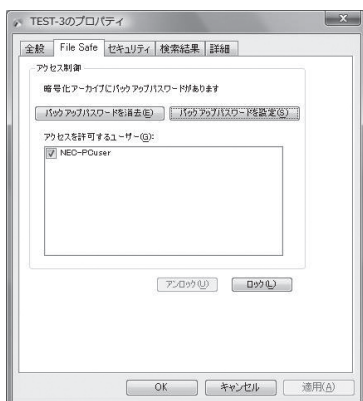 TEST-3のプロパティ
全般 File Safe セキュリティ 検索結果 詳細
アクセス制御
暗号化アーカイブにバックアップパスワードがあります
バックアップパスワードを消去(E) バックアップパスワードを設定(S)
アクセスを許可するユーザー(G):
NEC-PCuser
アンロック(U) ロック(L)
OK キャンセル 適用(A)